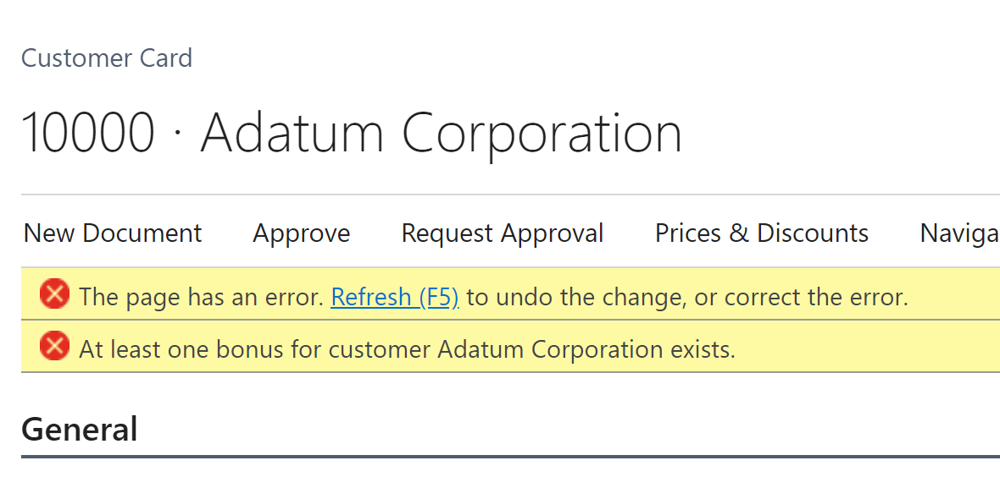 Customer Card
10000 · Adatum Corporation
New Document Approve Request Approval Prices & Discounts Naviga
The page has an error. Refresh (F5) to undo the change, or correct the error.
At least one bonus for customer Adatum Corporation exists.
General